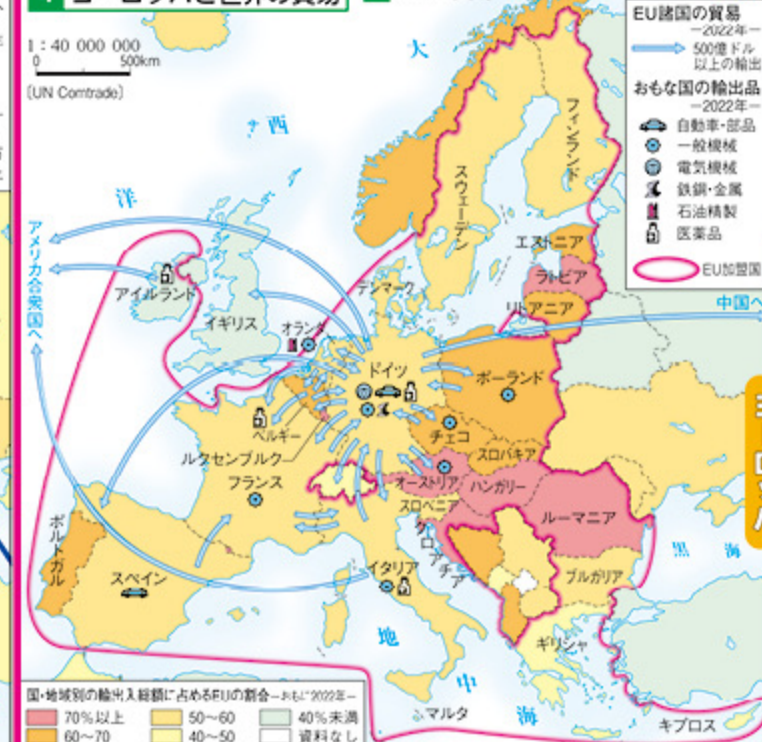 1:40 000 000
0 500km
(UN Comtrade)
EU諸国の貿易
―2022年―
500億ドル
以上の輸出
おもな国の輸出品
―2022年―
自動車・部品
一般機械
電気機械
鉄鋼・金属
石油精製
医薬品
EU加盟国
大
西
洋
フィンランド
スウェーデン
エストニア
ラトビア
リトアニア
デンマーク
アメリカ合衆国へ
アイルランド
イギリス
オランダ
中国へ
ドイツ
ポーランド
ベルギー
チェコ
ルクセンブルク
スロバキア
フランス
オーストリア
ハンガリー
スロベニア
ルーマニア
クロアチア
ポルトガル
スペイン
イタリア
ブルガリア
黒海
ギリシャ
地
中
海
マルタ
キプロス
国・地域別の輸出入総額に占めるEUの割合―おもに2022年―
70%以上 50～60 40%未満
60～70 40～50 資料なし